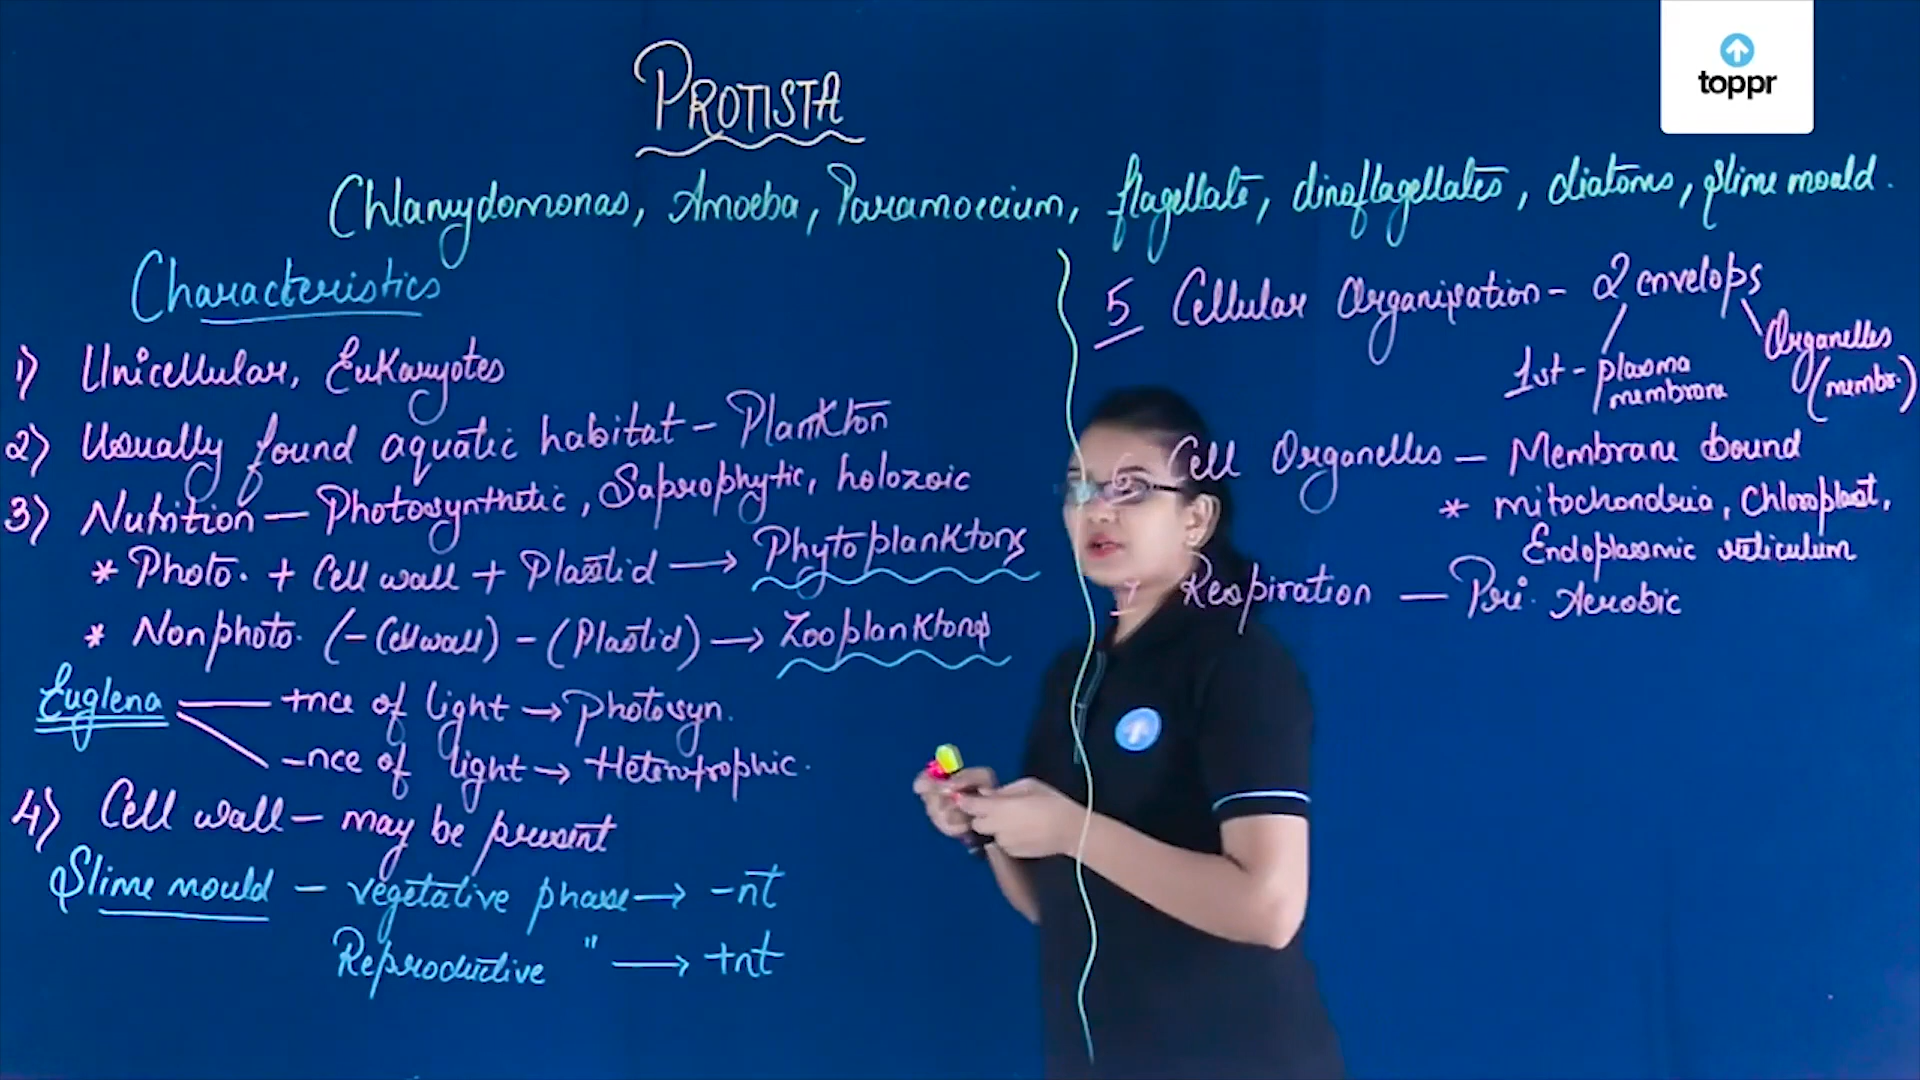 toppr
PROTISTA
Chlamydomonas, Amoeba, Paramoecium, flagellate, dinoflagellates, diatoms, slime mould.
Characteristics
1) Unicellular, Eukaryotes
2) Usually found aquatic habitat - Plankton
3) Nutrition — Photosynthetic, Saprophytic, holozoic
* Photo. + Cell wall + Plastid → Phytoplanktons
* Nonphoto. (-Cell wall) - (Plastid) → Zooplanktons
Euglena
+nce of light → Photosyn.
-nce of light → Heterotrophic.
4) Cell wall - may be present
Slime mould - vegetative phase → -nt
Reproductive " → +nt
5 Cellular Organisation - 2 envelops
1st - plasma membrane
Organelles (membr.)
6 Cell Organelles — Membrane bound
* mitochondria, Chloroplast,
Endoplasmic reticulum
7 Respiration — Pri. Aerobic